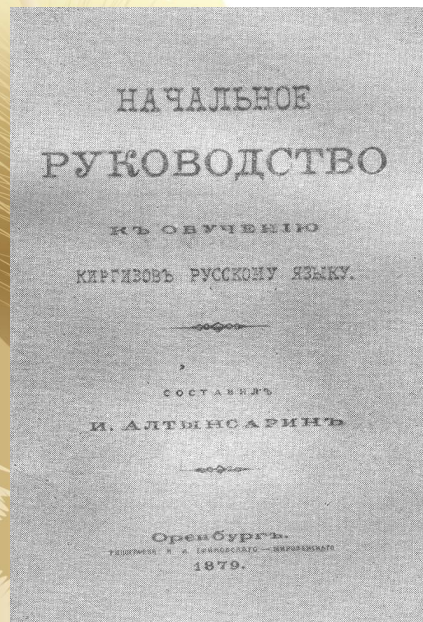 НАЧАЛЬНОЕ
РУКОВОДСТВО
КЪ ОБУЧЕНІЮ
КИРГИЗОВЪ РУССКОМУ ЯЗЫКУ.
СОСТАВИЛЪ
И. АЛТЫНСАРИНЪ
Оренбургъ.
1879.